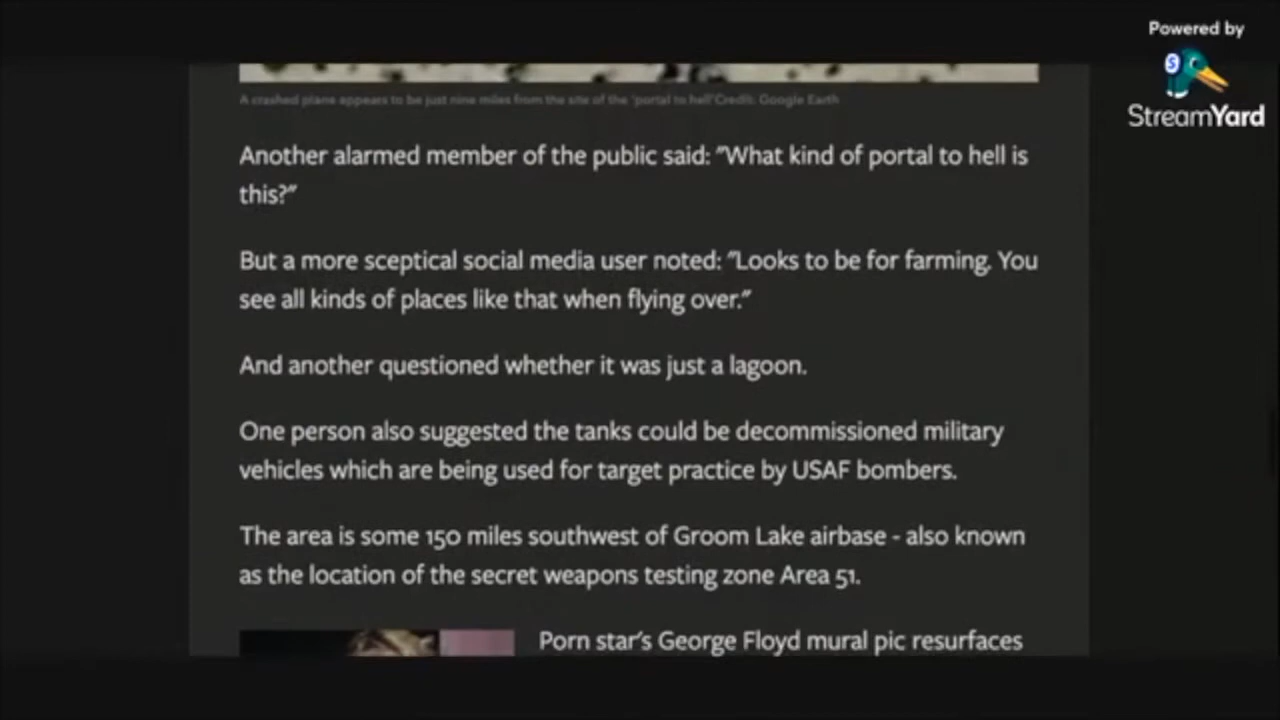 Powered by
StreamYard
A crashed plane appears to be just nine miles from the site of the 'portal to hell'Credit: Google Earth
Another alarmed member of the public said: "What kind of portal to hell is
this?"
But a more sceptical social media user noted: "Looks to be for farming. You
see all kinds of places like that when flying over."
And another questioned whether it was just a lagoon.
One person also suggested the tanks could be decommissioned military
vehicles which are being used for target practice by USAF bombers.
The area is some 150 miles southwest of Groom Lake airbase - also known
as the location of the secret weapons testing zone Area 51.
Porn star's George Floyd mural pic resurfaces